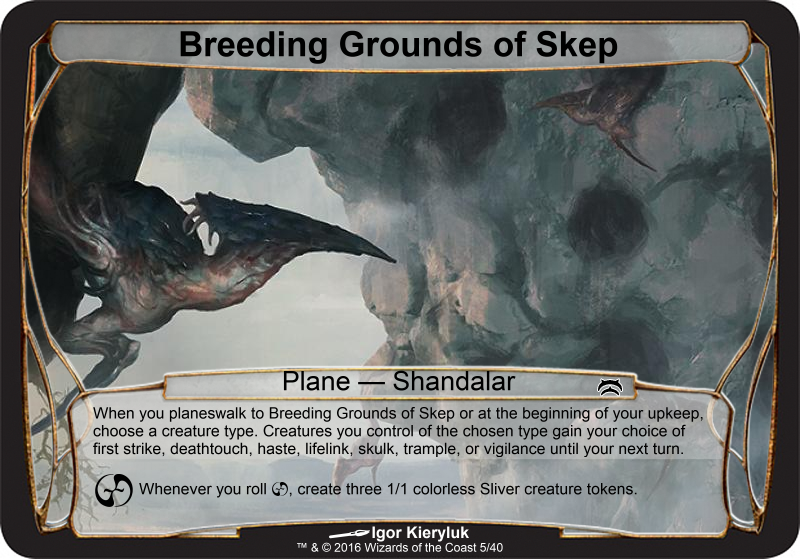 Breeding Grounds of Skep
Plane — Shandalar
When you planeswalk to Breeding Grounds of Skep or at the beginning of your upkeep,
choose a creature type. Creatures you control of the chosen type gain your choice of
first strike, deathtouch, haste, lifelink, skulk, trample, or vigilance until your next turn.
Whenever you roll , create three 1/1 colorless Sliver creature tokens.
Igor Kieryluk
™ & © 2016 Wizards of the Coast 5/40